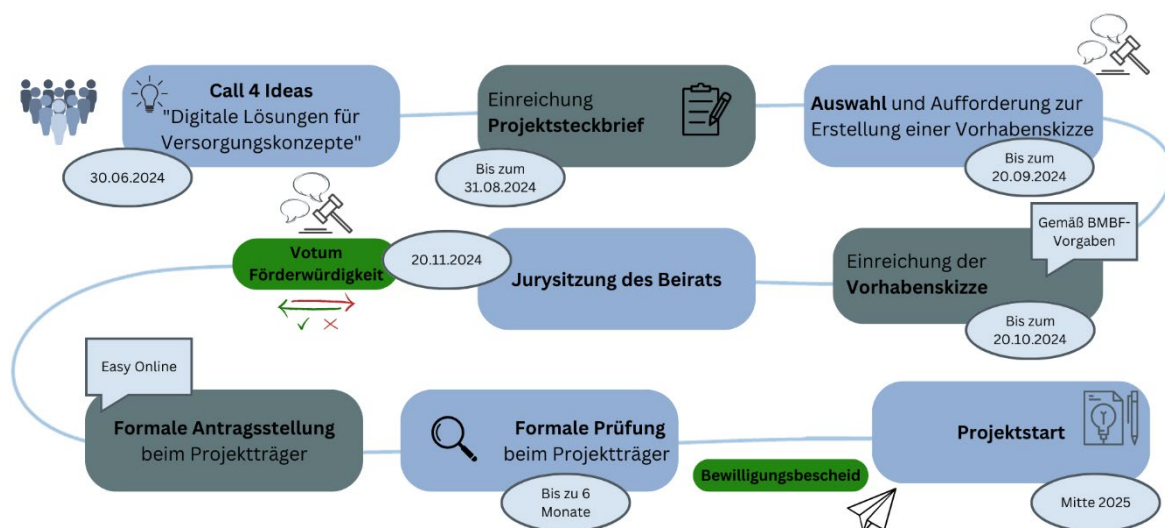 Call 4 Ideas
"Digitale Lösungen für
Versorgungskonzepte"
30.06.2024
Einreichung
Projektsteckbrief
Bis zum
31.08.2024
Auswahl und Aufforderung zur
Erstellung einer Vorhabenskizze
Bis zum
20.09.2024
Gemäß BMBF-
Vorgaben
Einreichung der
Vorhabenskizze
Bis zum
20.10.2024
Jurysitzung des Beirats
20.11.2024
Votum
Förderwürdigkeit
Easy Online
Formale Antragsstellung
beim Projektträger
Formale Prüfung
beim Projektträger
Bis zu 6
Monate
Bewilligungsbescheid
Projektstart
Mitte 2025